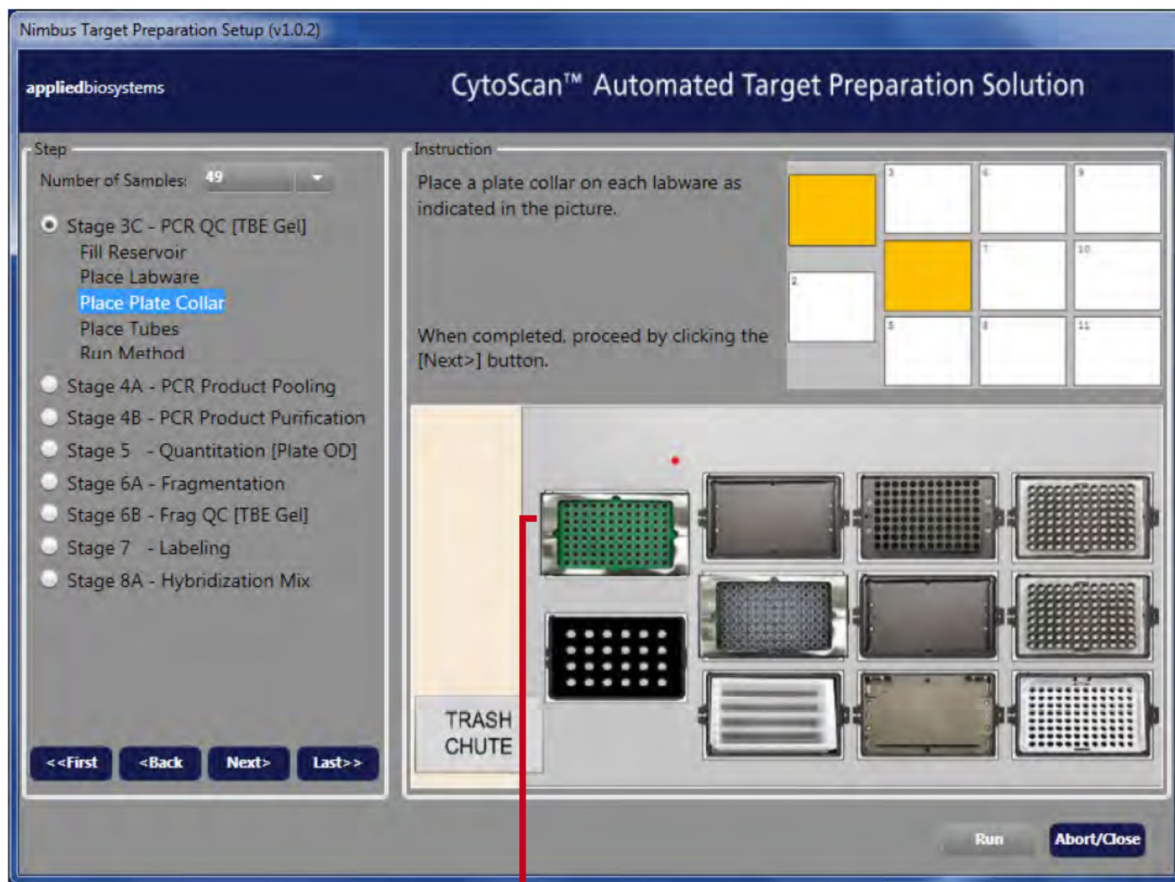 Nimbus Target Preparation Setup (v1.0.2)
appliedbiosystems
CytoScan™ Automated Target Preparation Solution
Step
Number of Samples: 49
Stage 3C - PCR QC [TBE Gel]
Fill Reservoir
Place Labware
Place Plate Collar
Place Tubes
Run Method
Stage 4A - PCR Product Pooling
Stage 4B - PCR Product Purification
Stage 5 - Quantitation [Plate OD]
Stage 6A - Fragmentation
Stage 6B - Frag QC [TBE Gel]
Stage 7 - Labeling
Stage 8A - Hybridization Mix
<<First
<Back
Next>
Last>>
Instruction
Place a plate collar on each labware as
indicated in the picture.
When completed, proceed by clicking the
[Next>] button.
3
6
9
2
7
10
5
8
11
TRASH
CHUTE
Run
Abort/Close